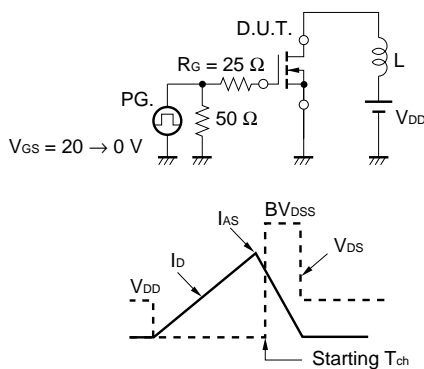 D.U.T.
RG = 25 Ω
L
PG.
50 Ω
VDD
VGS = 20 → 0 V
BVDSS
IAS
ID
VDS
VDD
Starting Tch